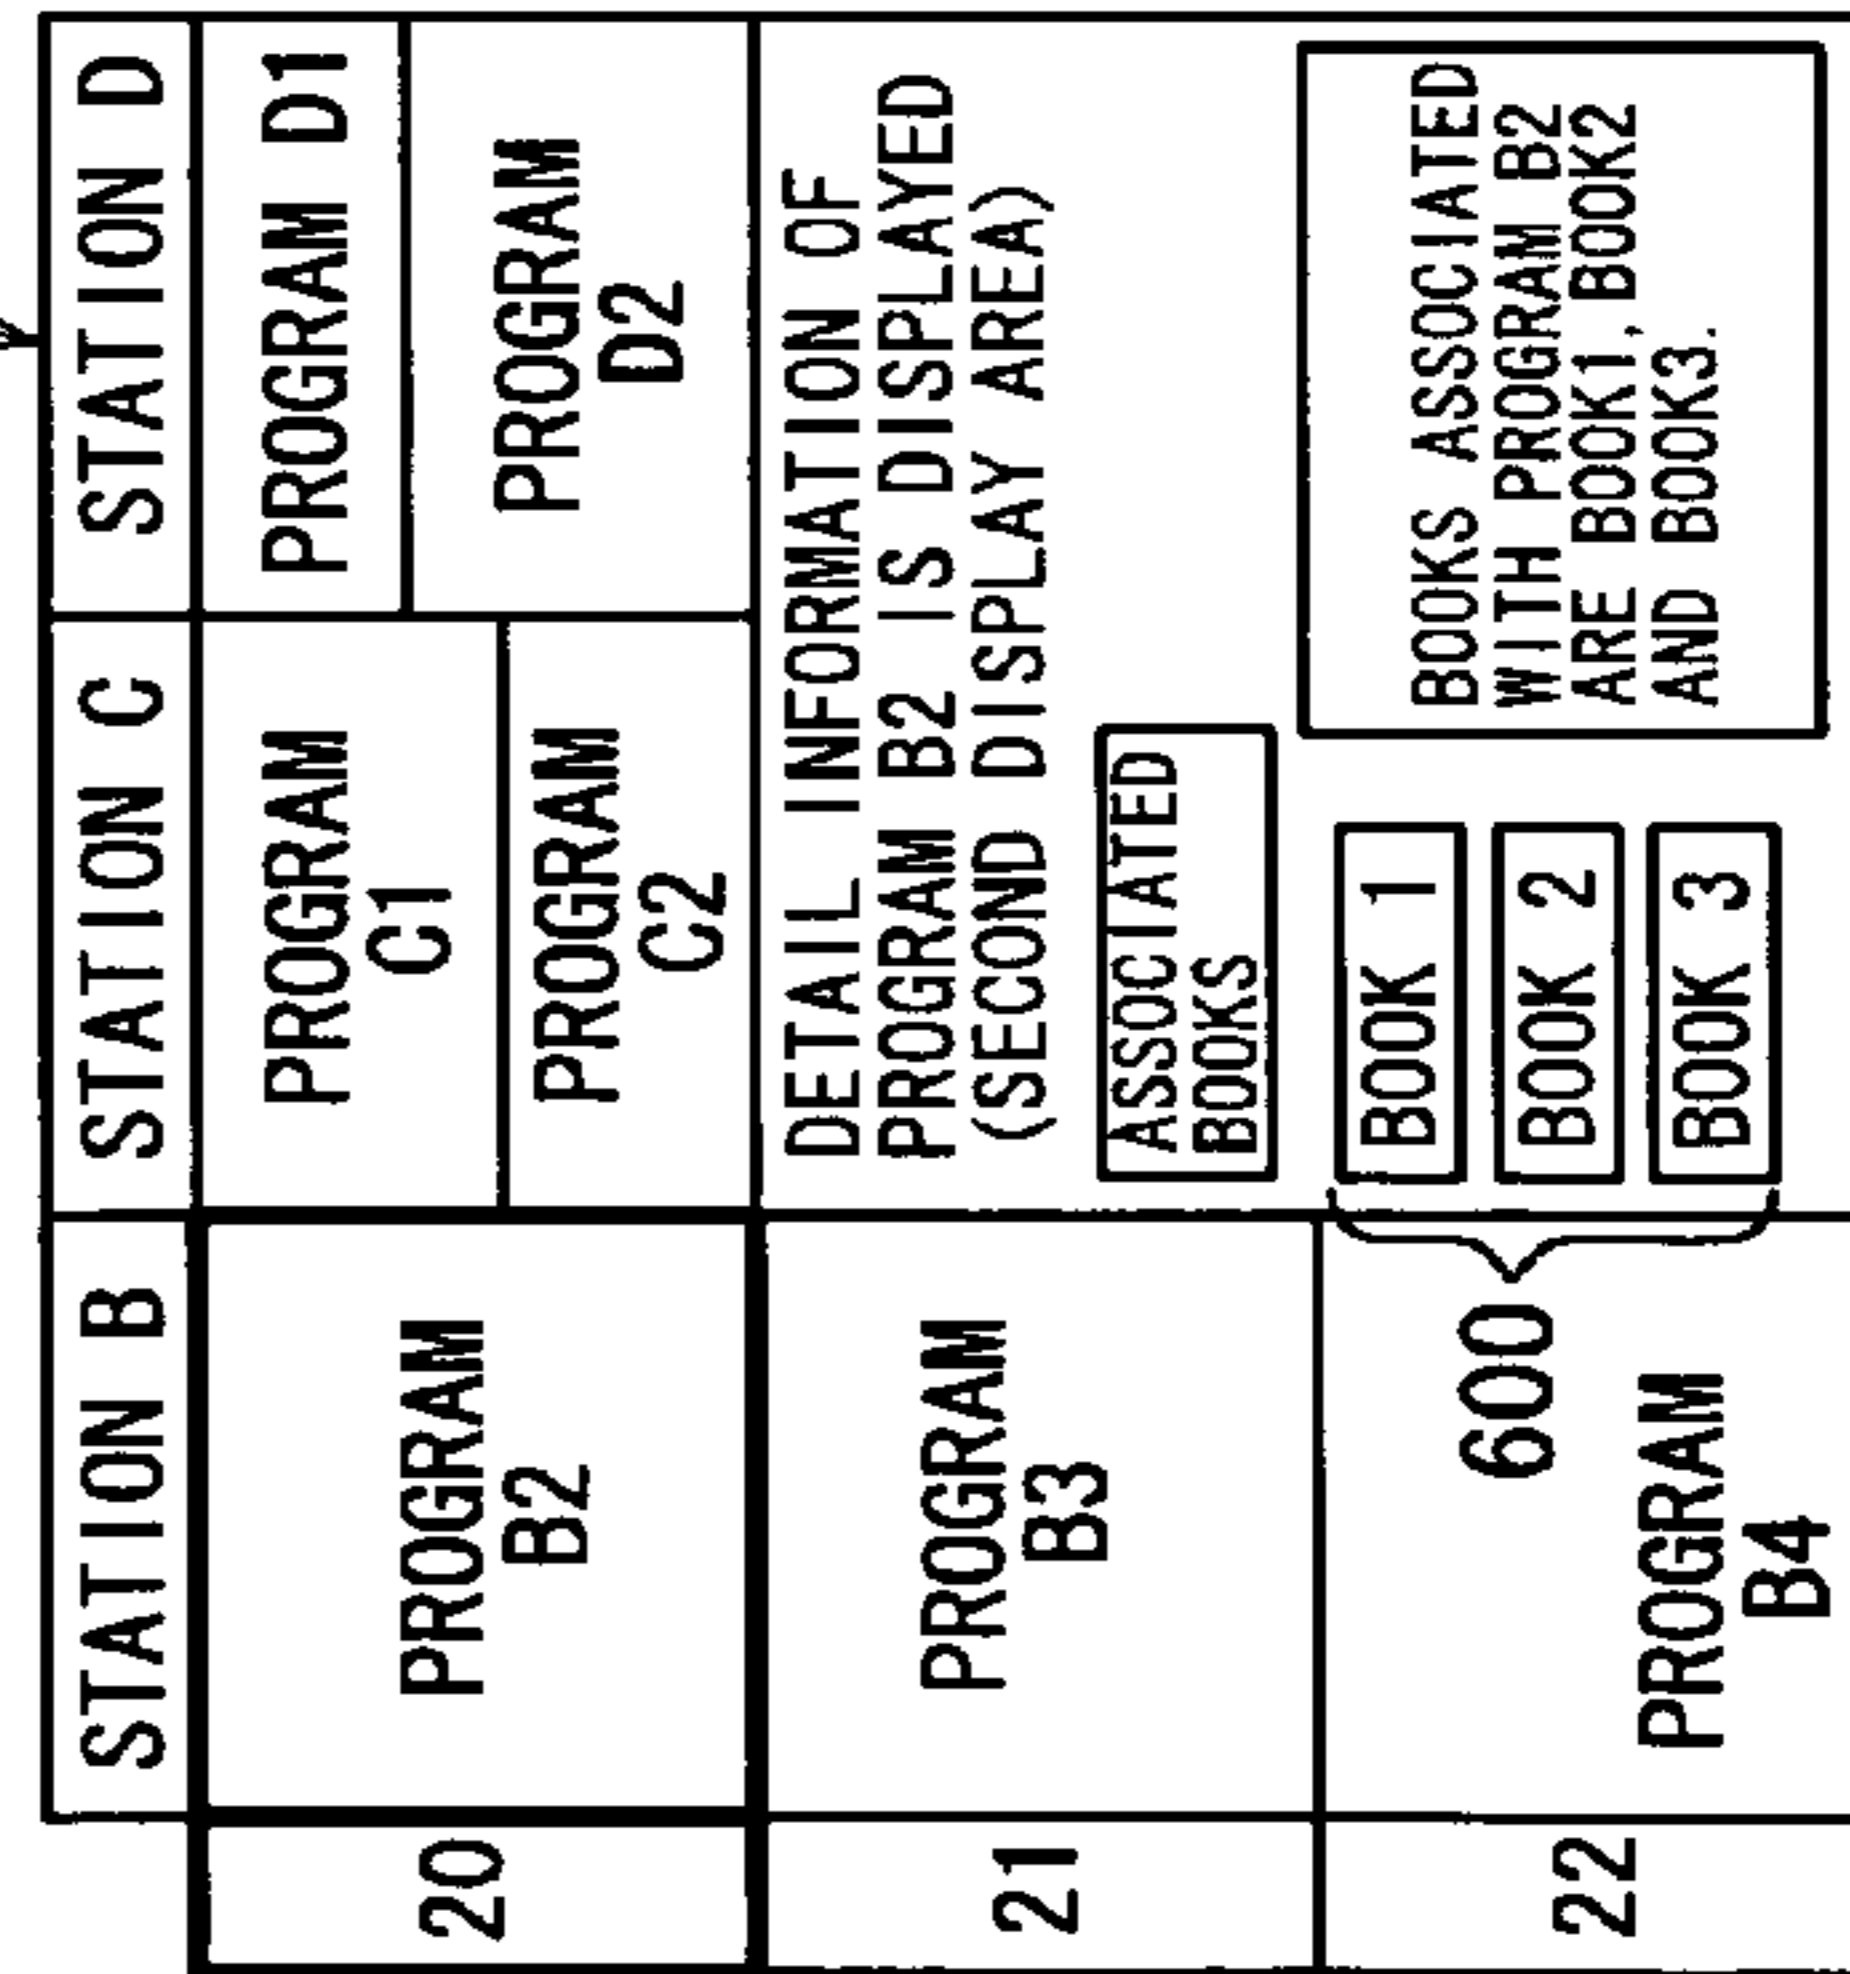 STATION B
STATION C
STATION D
20
PROGRAM
B2
PROGRAM
C1
PROGRAM
C2
PROGRAM D1
PROGRAM
D2
21
PROGRAM
B3
DETAIL INFORMATION OF
PROGRAM B2 IS DISPLAYED
(SECOND DISPLAY AREA)
ASSOCIATED
BOOKS
22
600
PROGRAM
B4
BOOK 1
BOOK 2
BOOK 3
BOOKS ASSOCIATED
WITH PROGRAM B2
ARE BOOK1, BOOK2
AND BOOK3.